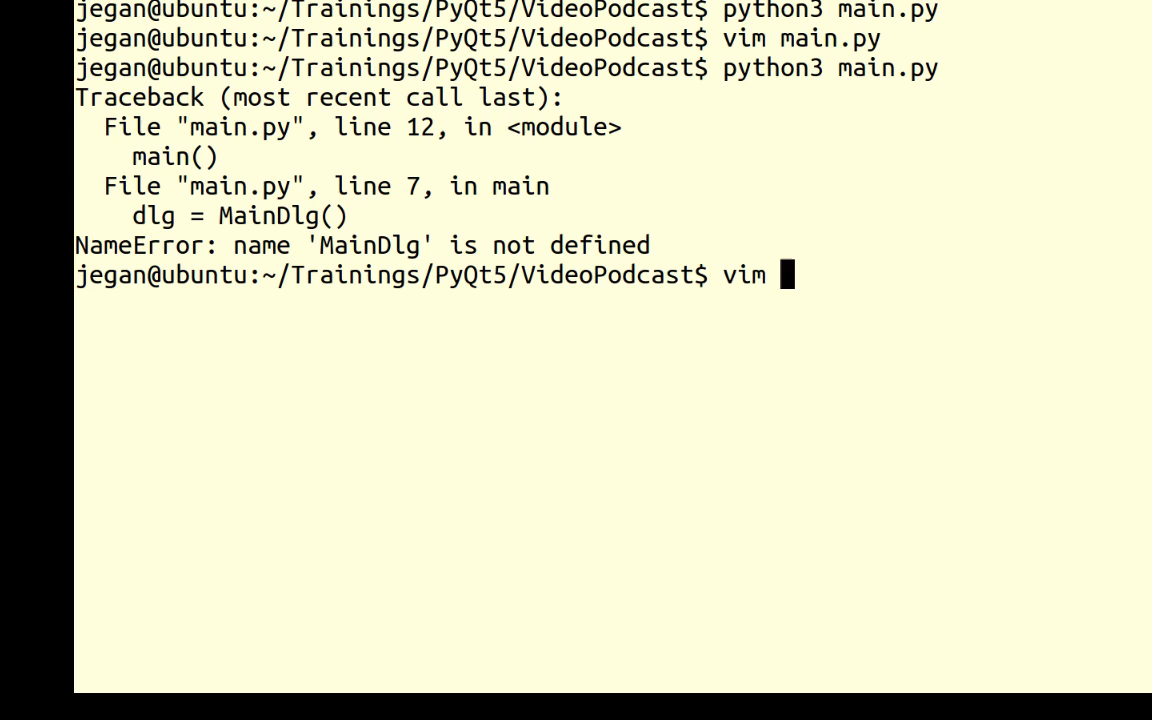 jegan@ubuntu:~/Trainings/PyQt5/VideoPodcast$ python3 main.py
jegan@ubuntu:~/Trainings/PyQt5/VideoPodcast$ vim main.py
jegan@ubuntu:~/Trainings/PyQt5/VideoPodcast$ python3 main.py
Traceback (most recent call last):
  File "main.py", line 12, in <module>
    main()
  File "main.py", line 7, in main
    dlg = MainDlg()
NameError: name 'MainDlg' is not defined
jegan@ubuntu:~/Trainings/PyQt5/VideoPodcast$ vim